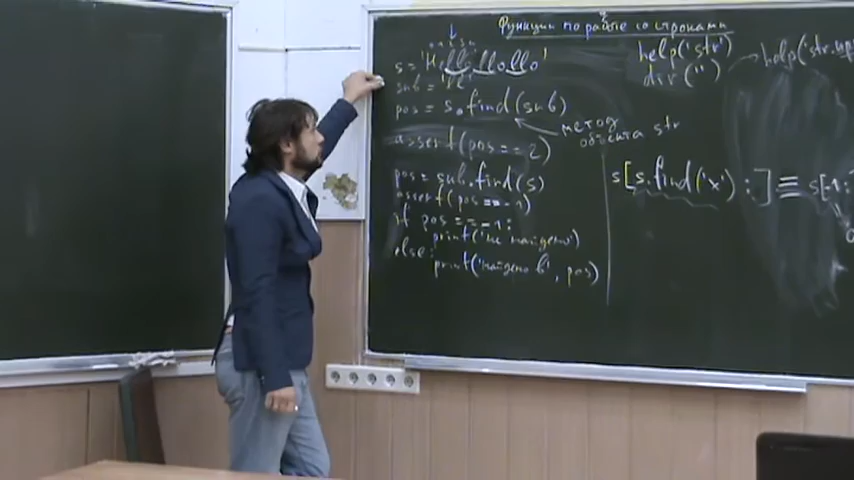 Функции по работе со строками
s = 'Hellollollo'
sub = 'll'
pos = s.find(sub)
assert(pos == 2)
pos = sub.find(s)
assert(pos == -1)
if pos == -1:
print('не найдено')
else:
print('найдено в', pos)
метод
объекта str
help('str')
dir('')
help('str.
s[s.find('x'):] ≡ s[-1: